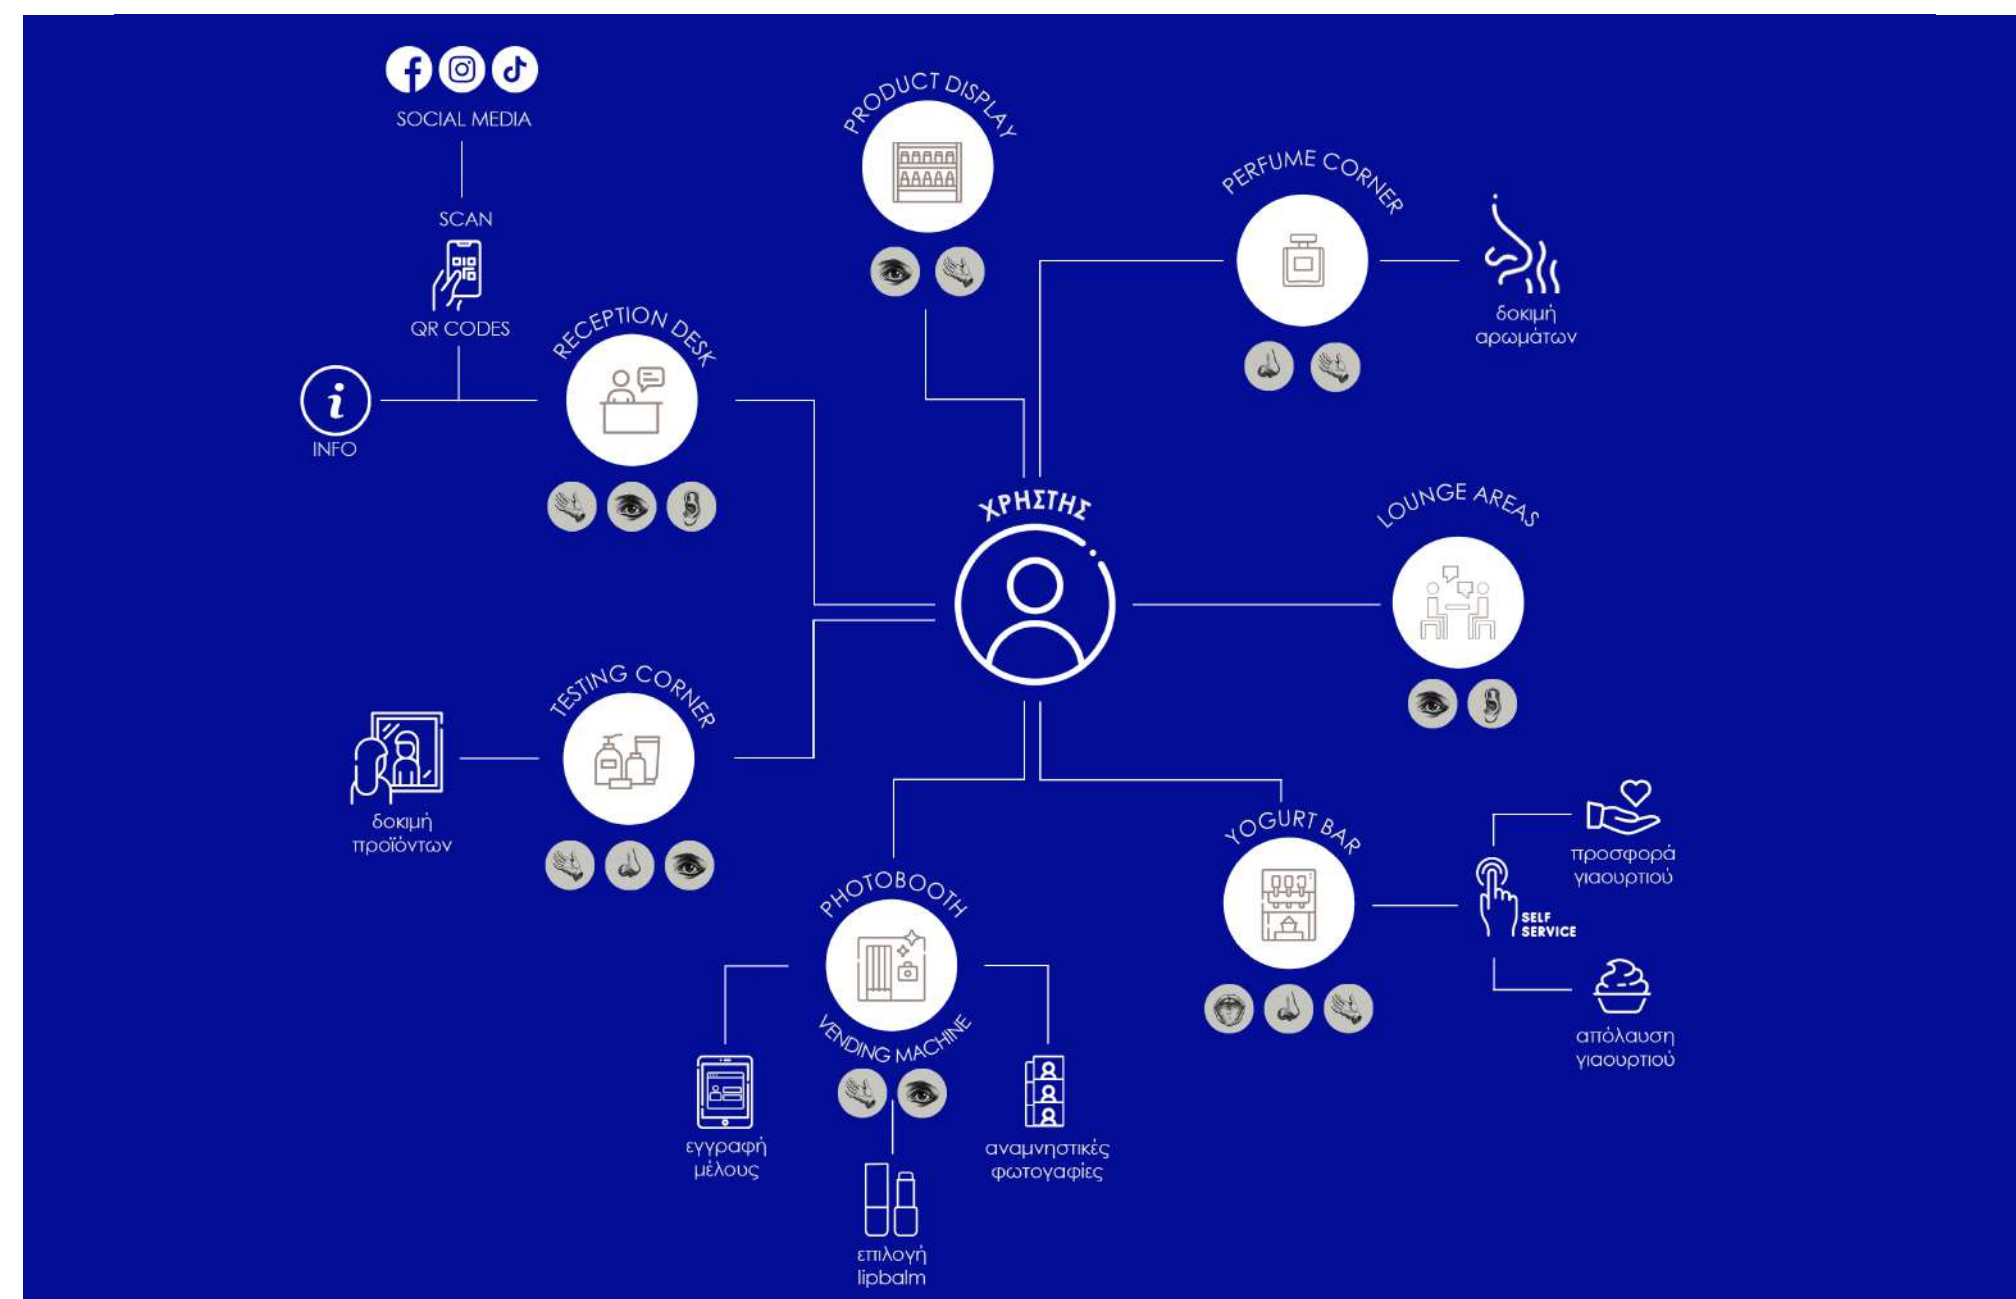 SOCIAL MEDIA
SCAN
QR CODES
INFO
RECEPTION DESK
PRODUCT DISPLAY
PERFUME CORNER
δοκιμή
αρωμάτων
ΧΡΗΣΤΗΣ
LOUNGE AREAS
TESTING CORNER
δοκιμή
προϊόντων
PHOTOBOOTH
VENDING MACHINE
εγγραφή
μέλους
επιλογή
lipbalm
αναμνηστικές
φωτογαφίες
YOGURT BAR
SELF
SERVICE
προσφορά
γιαουρτιού
απόλαυση
γιαουρτιού